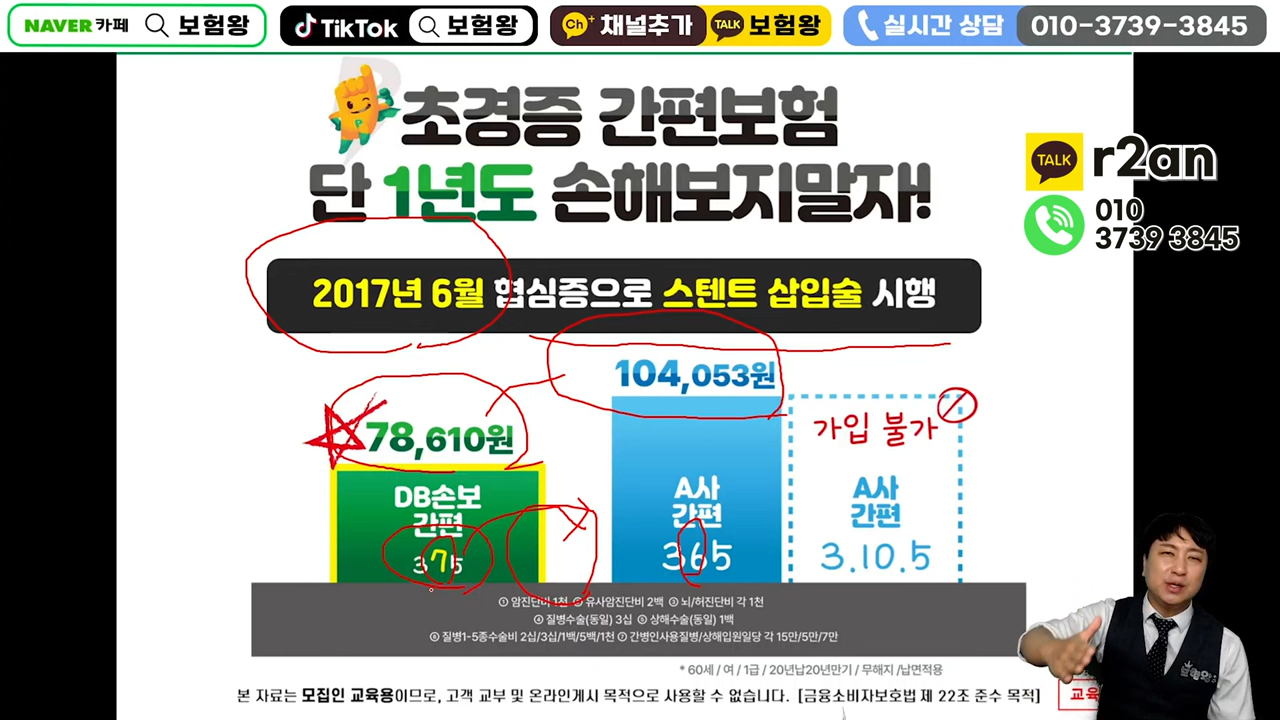 NAVER 카페 보험왕 TikTok 보험왕 Ch+ 채널추가 TALK 보험왕 실시간 상담 010-3739-3845
초경증 간편보험
단 1년도 손해보지말자!
TALK r2an
010
3739 3845
2017년 6월 협심증으로 스텐트 삽입술 시행
104,053원
78,610원
가입 불가
DB손보
간편
375
A사
간편
365
A사
간편
3.10.5
① 암진단비 1천 ② 유사암진단비 2백 ③ 뇌/허진단비 각 1천
④ 질병수술(동일) 3십 ⑤ 상해수술(동일) 1백
⑥ 질병1-5종수술비 2십/3십/1백/5백/1천 ⑦ 간병인사용질병/상해입원일당 각 15만/5만/7만
* 60세 / 여 / 1급 / 20년납20년만기 / 무해지 /납면적용
본 자료는 모집인 교육용이므로, 고객 교부 및 온라인게시 목적으로 사용할 수 없습니다. [금융소비자보호법 제 22조 준수 목적]
교육